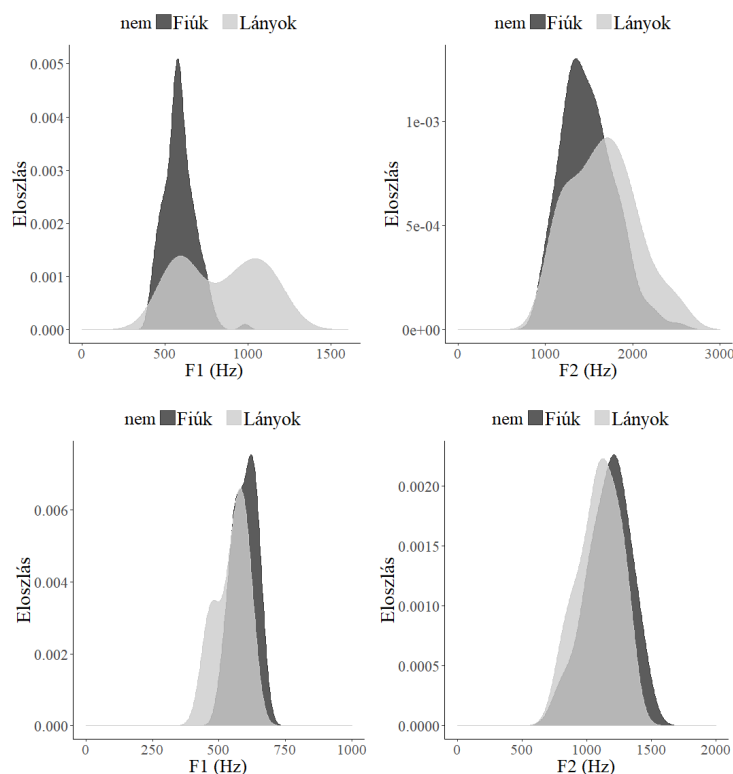 nem Fiúk Lányok
Eloszlás
0.005
0.004
0.003
0.002
0.001
0.000
0 500 1000 1500
F1 (Hz)
nem Fiúk Lányok
Eloszlás
1e-03
5e-04
0e+00
0 1000 2000 3000
F2 (Hz)
nem Fiúk Lányok
Eloszlás
0.006
0.004
0.002
0.000
0 250 500 750 1000
F1 (Hz)
nem Fiúk Lányok
Eloszlás
0.0020
0.0015
0.0010
0.0005
0.0000
0 500 1000 1500 2000
F2 (Hz)